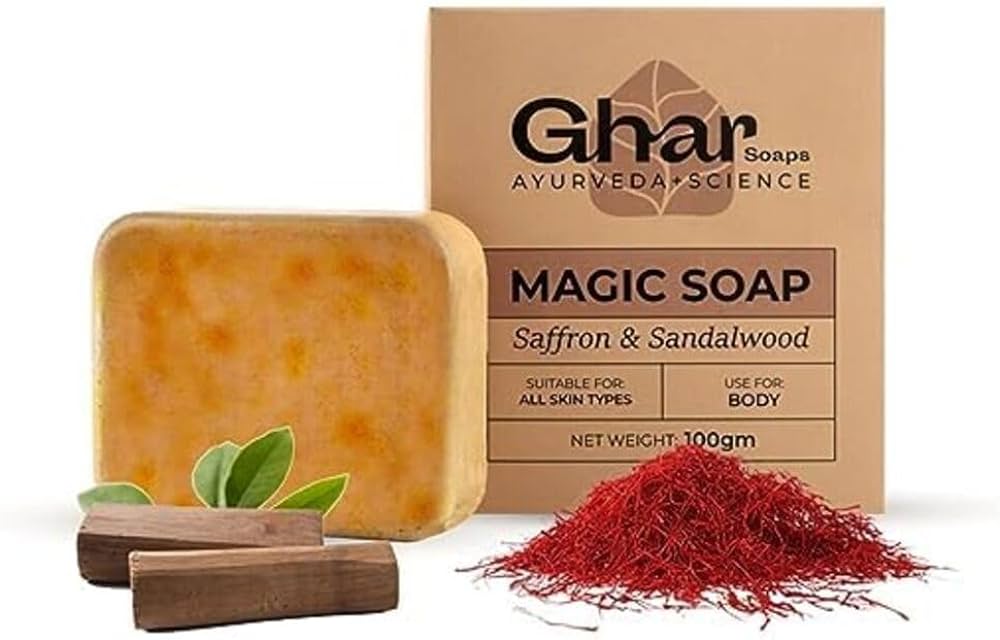 Ghar
Soaps
AYURVEDA+SCIENCE
MAGIC SOAP
Saffron & Sandalwood
SUITABLE FOR:
ALL SKIN TYPES
USE FOR:
BODY
NET WEIGHT: 100gm